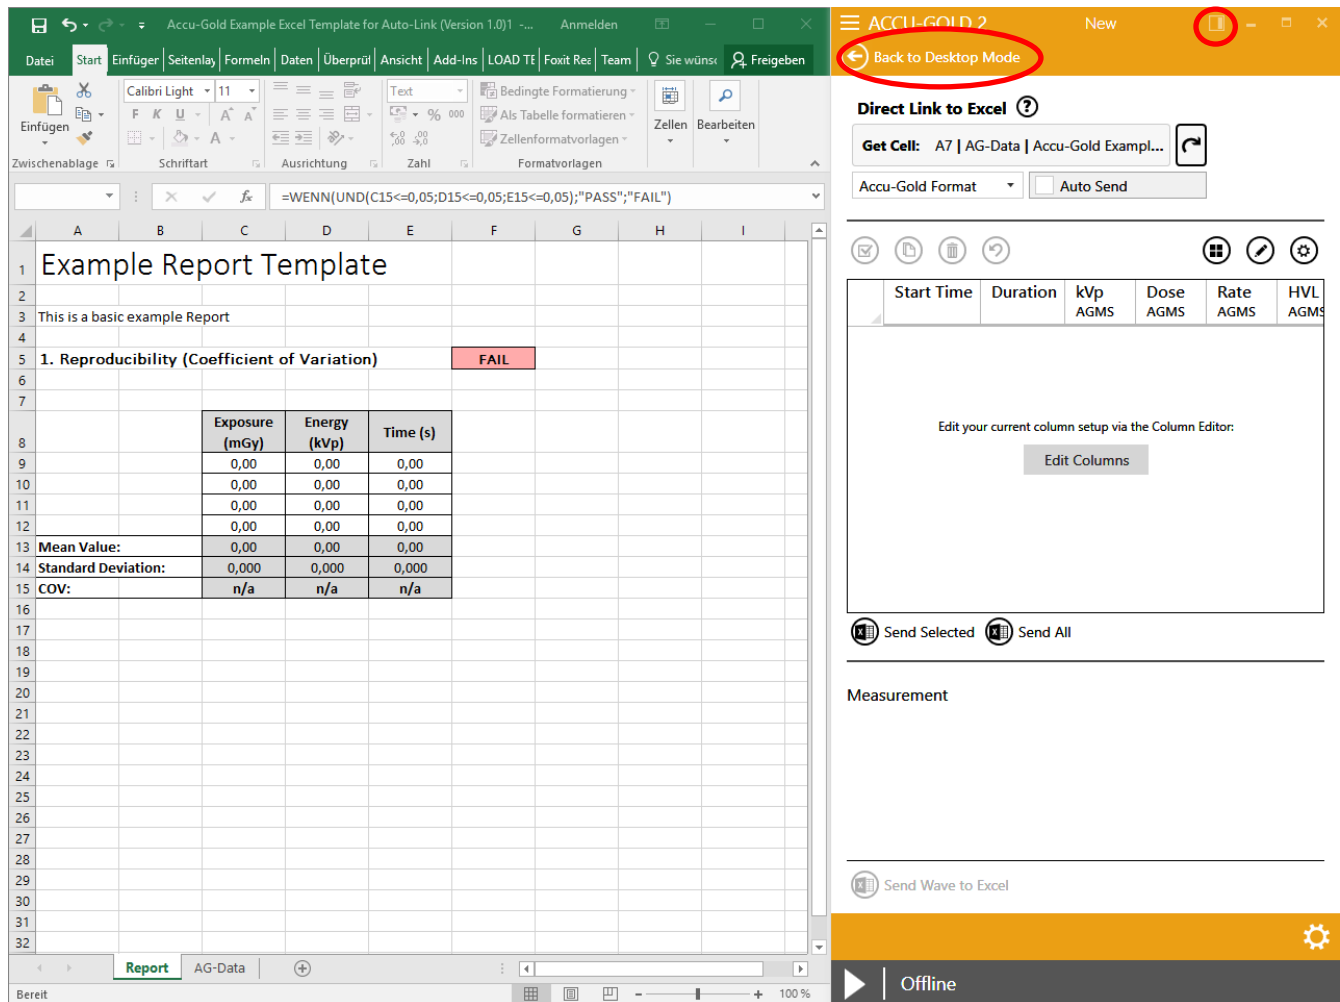 Accu-Gold Example Excel Template for Auto-Link (Version 1.0)1 -... Anmelden
Datei Start Einfüger Seitenlay Formeln Daten Überprüf Ansicht Add-Ins LOAD TE Foxit Rea Team Sie wünsc Freigeben
Einfügen
Calibri Light 11
F K U
A A
A
Text
% 000
Bedingte Formatierung
Als Tabelle formatieren
Zellenformatvorlagen
Zellen
Bearbeiten
Zwischenablage Schriftart Ausrichtung Zahl Formatvorlagen
fx =WENN(UND(C15<=0,05;D15<=0,05;E15<=0,05);"PASS";"FAIL")
A B C D E F G H I
1 Example Report Template
2
3 This is a basic example Report
4
5 1. Reproducibility (Coefficient of Variation) FAIL
6
7
8 Exposure (mGy) Energy (kVp) Time (s)
9 0,00 0,00 0,00
10 0,00 0,00 0,00
11 0,00 0,00 0,00
12 0,00 0,00 0,00
13 Mean Value: 0,00 0,00 0,00
14 Standard Deviation: 0,000 0,000 0,000
15 COV: n/a n/a n/a
16
17
18
19
20
21
22
23
24
25
26
27
28
29
30
31
32
Report AG-Data
Bereit 100 %
ACCU-GOLD 2 New
Back to Desktop Mode
Direct Link to Excel ?
Get Cell: A7 | AG-Data | Accu-Gold Exampl...
Accu-Gold Format Auto Send
Start Time Duration kVp Dose Rate HVL
AGMS AGMS AGMS AGMS
Edit your current column setup via the Column Editor:
Edit Columns
Send Selected Send All
Measurement
Send Wave to Excel
Offline